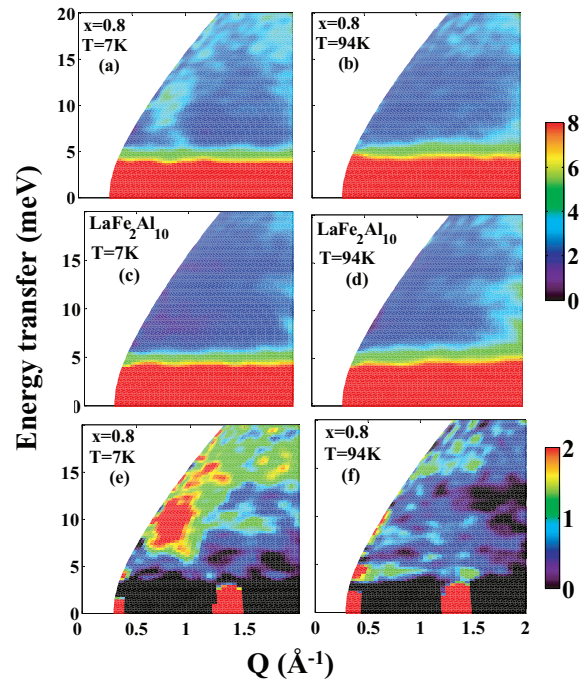 20
15
10
5
0
x=0.8
T=7K
(a)
x=0.8
T=94K
(b)
8
6
4
2
0
Energy transfer (meV)
15
10
5
0
LaFe2Al10
T=7K
(c)
LaFe2Al10
T=94K
(d)
15
10
5
0
x=0.8
T=7K
(e)
x=0.8
T=94K
(f)
2
1
0
0 0.5 1 1.5
0 0.5 1 1.5 2
Q (Å-1)